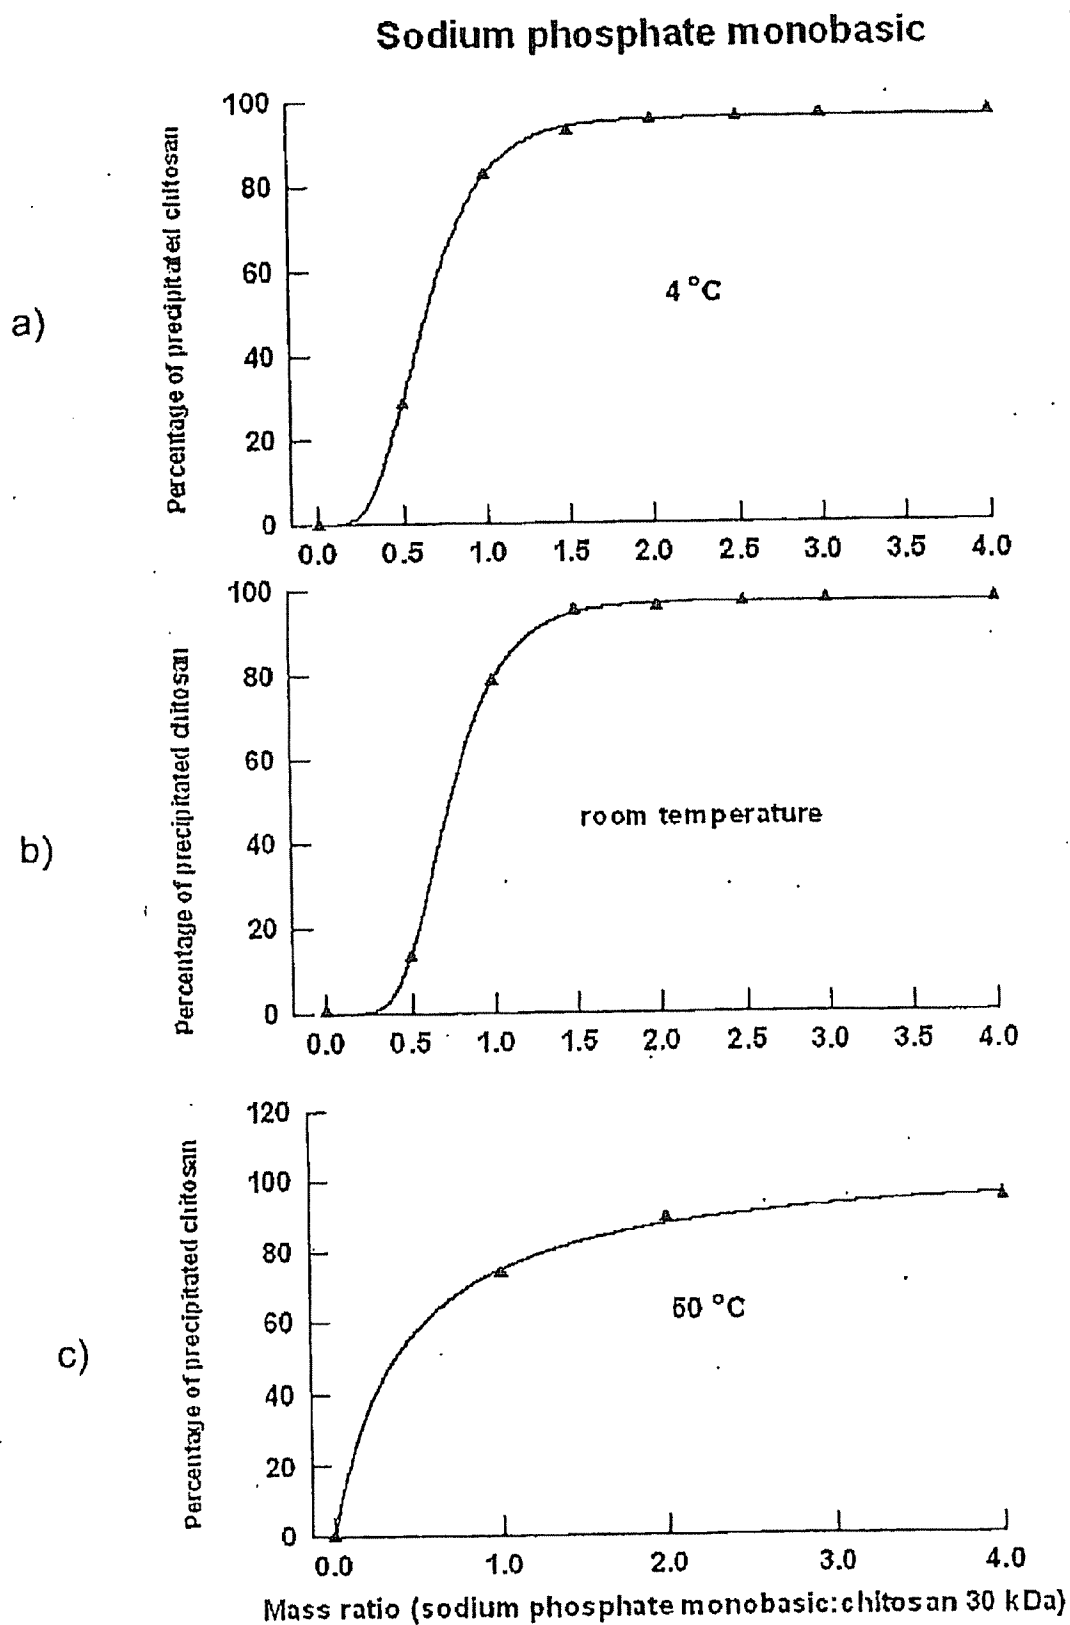 Sodium phosphate monobasic
a)
Percentage of precipitated chitosan
100
80
60
40
20
0
4 °C
0.0 0.5 1.0 1.5 2.0 2.5 3.0 3.5 4.0
b)
Percentage of precipitated chitosan
100
80
60
40
20
0
room temperature
0.0 0.5 1.0 1.5 2.0 2.5 3.0 3.5 4.0
c)
Percentage of precipitated chitosan
120
100
80
60
40
20
0
°C
0.0 1.0 2.0 3.0 4.0
Mass ratio (sodium phosphate monobasic:chitosan 30 kDa)